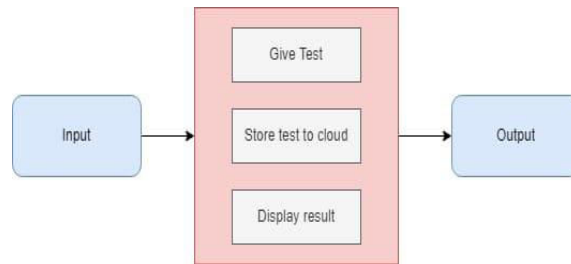 Give Test
Input
Store test to cloud
Output
Display result